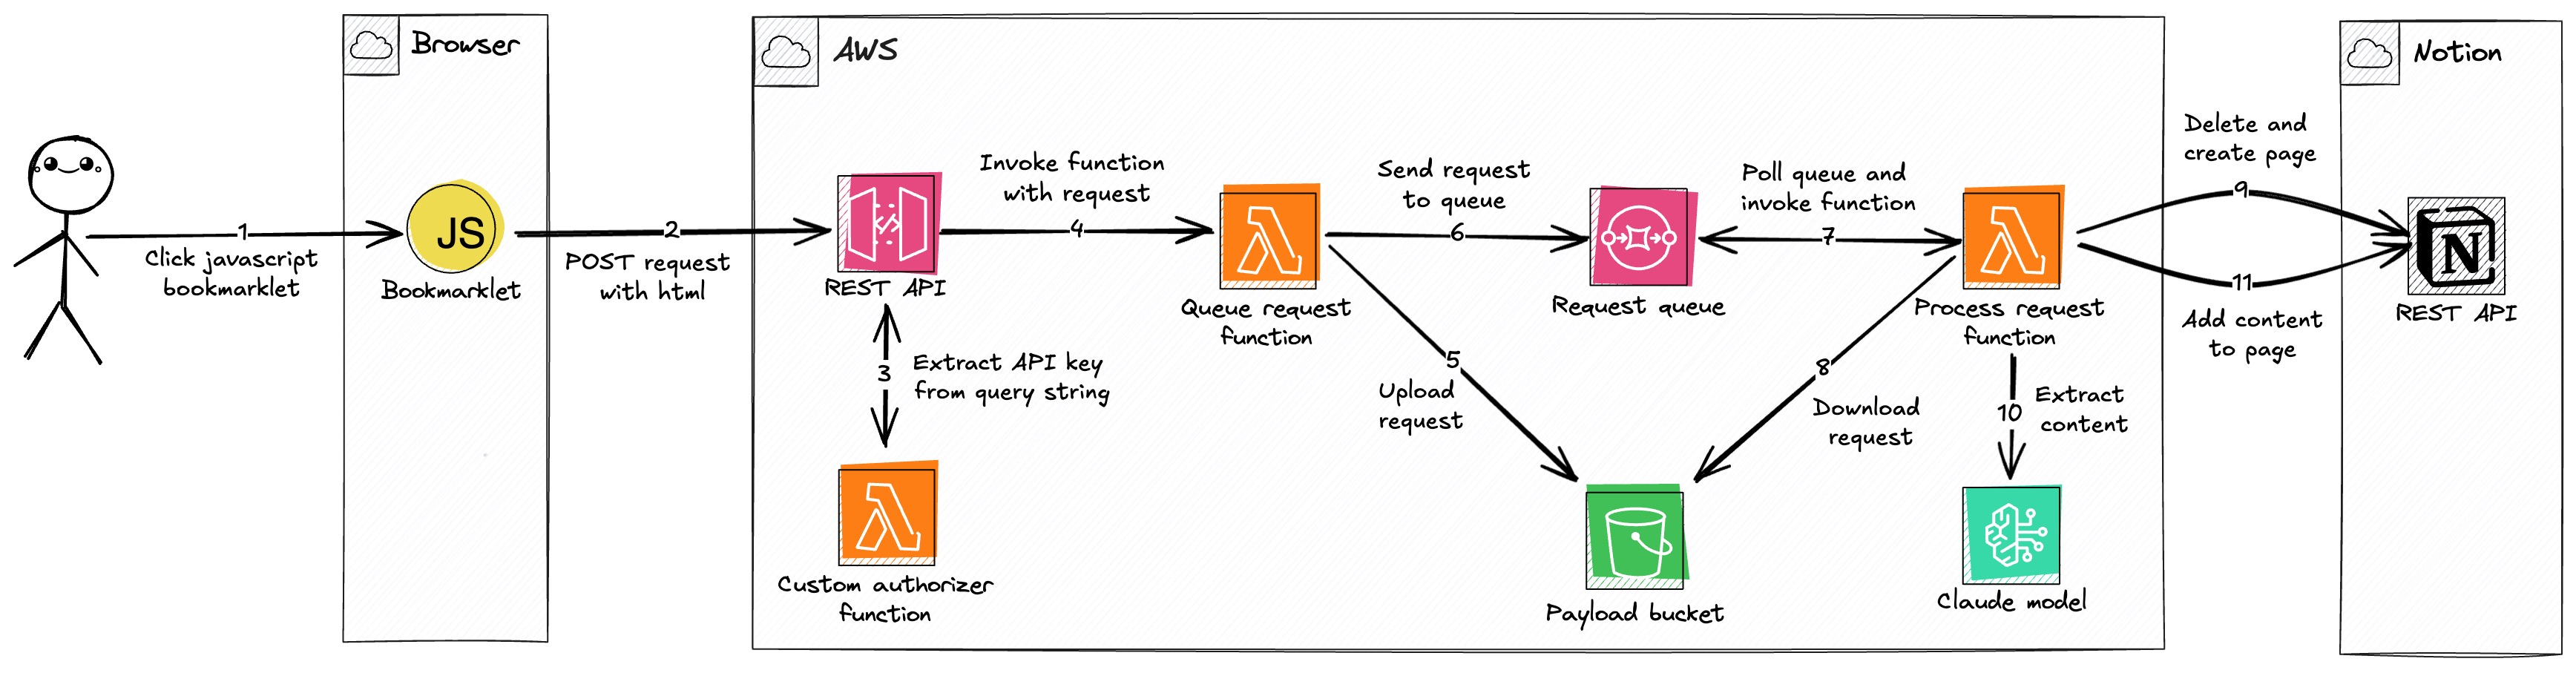 Browser
AWS
Notion
1
Click javascript
bookmarklet
JS
Bookmarklet
2
POST request
with html
REST API
3
Extract API key
from query string
Custom authorizer
function
Invoke function
with request
4
Queue request
function
5
Upload
request
Send request
to queue
6
Request queue
Poll queue and
invoke function
7
Process request
function
8
Download
request
Payload bucket
Delete and
create page
9
10
Extract
content
Claude model
11
Add content
to page
N
REST API